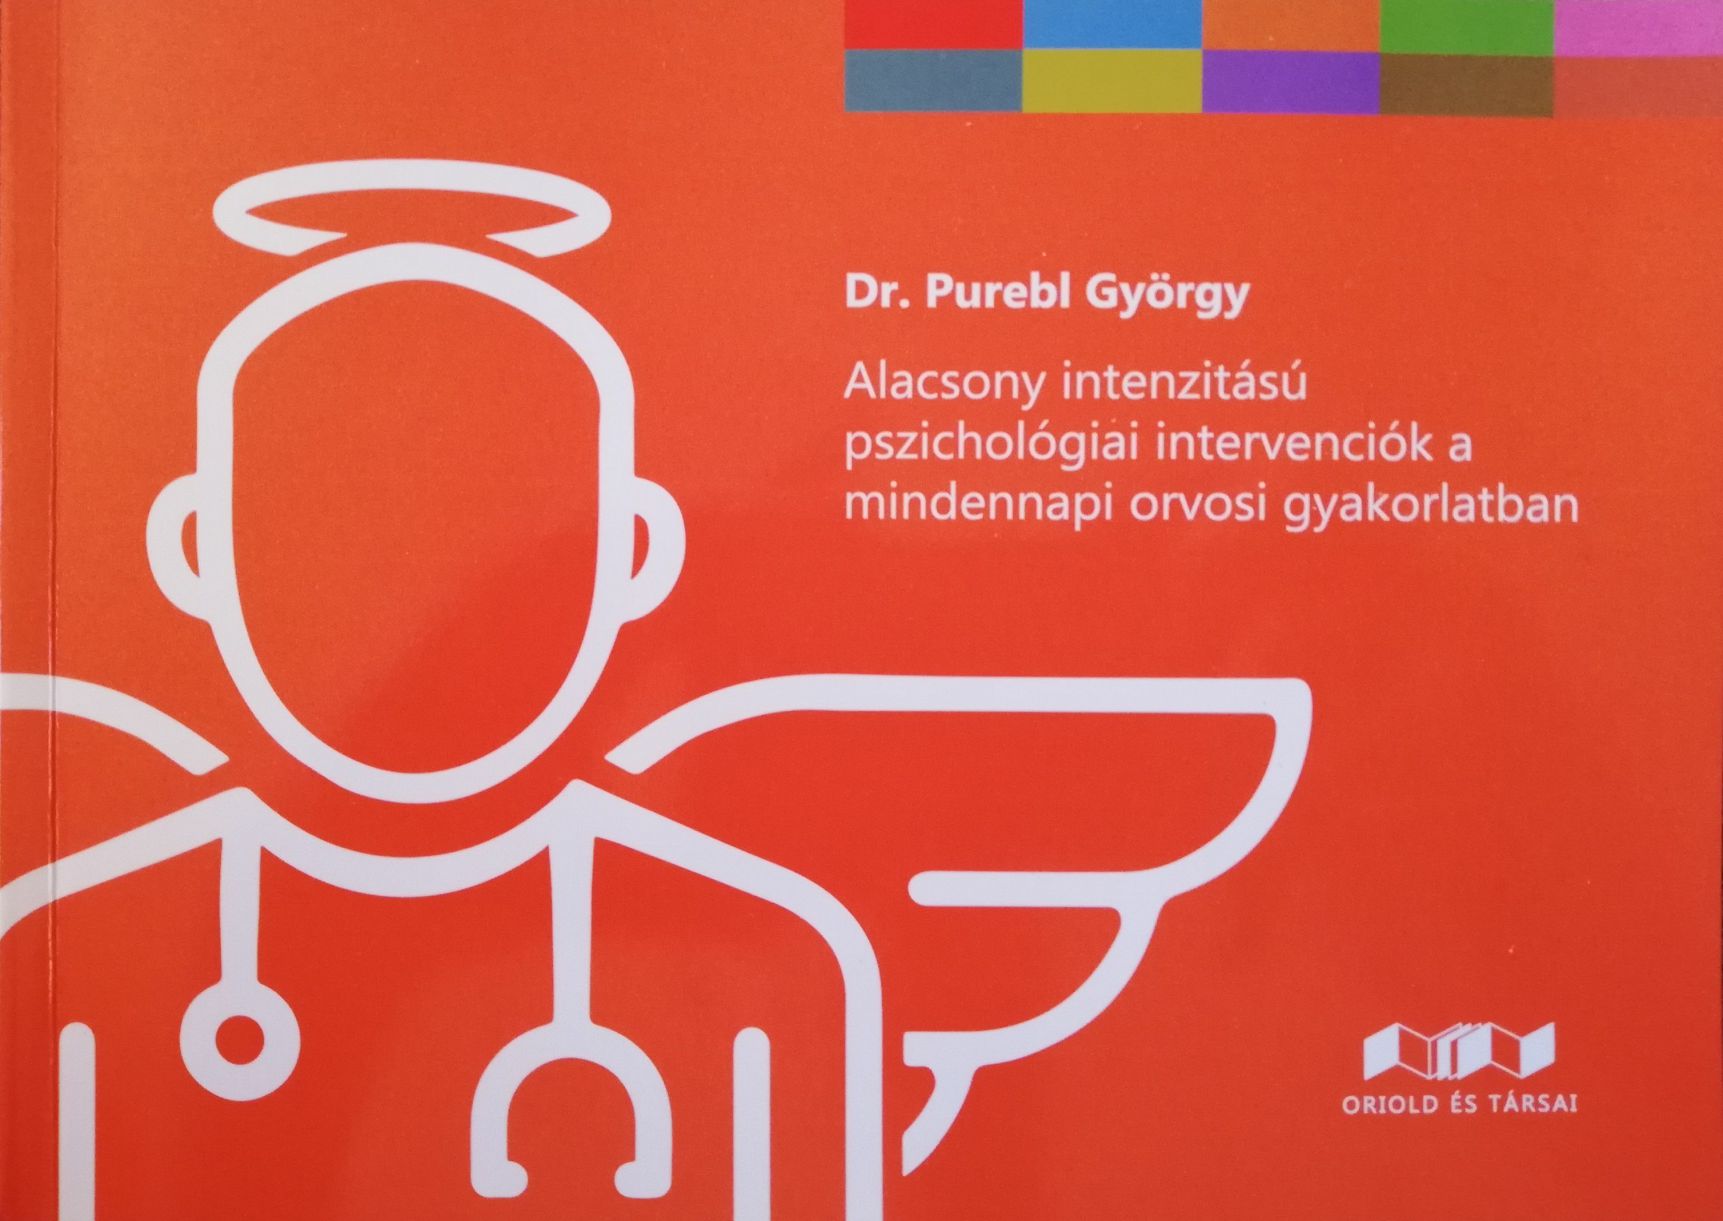 Dr. Purebl György
Alacsony intenzitású
pszichológiai intervenciók a
mindennapi orvosi gyakorlatban
ORIOLD ÉS TÁRSAI